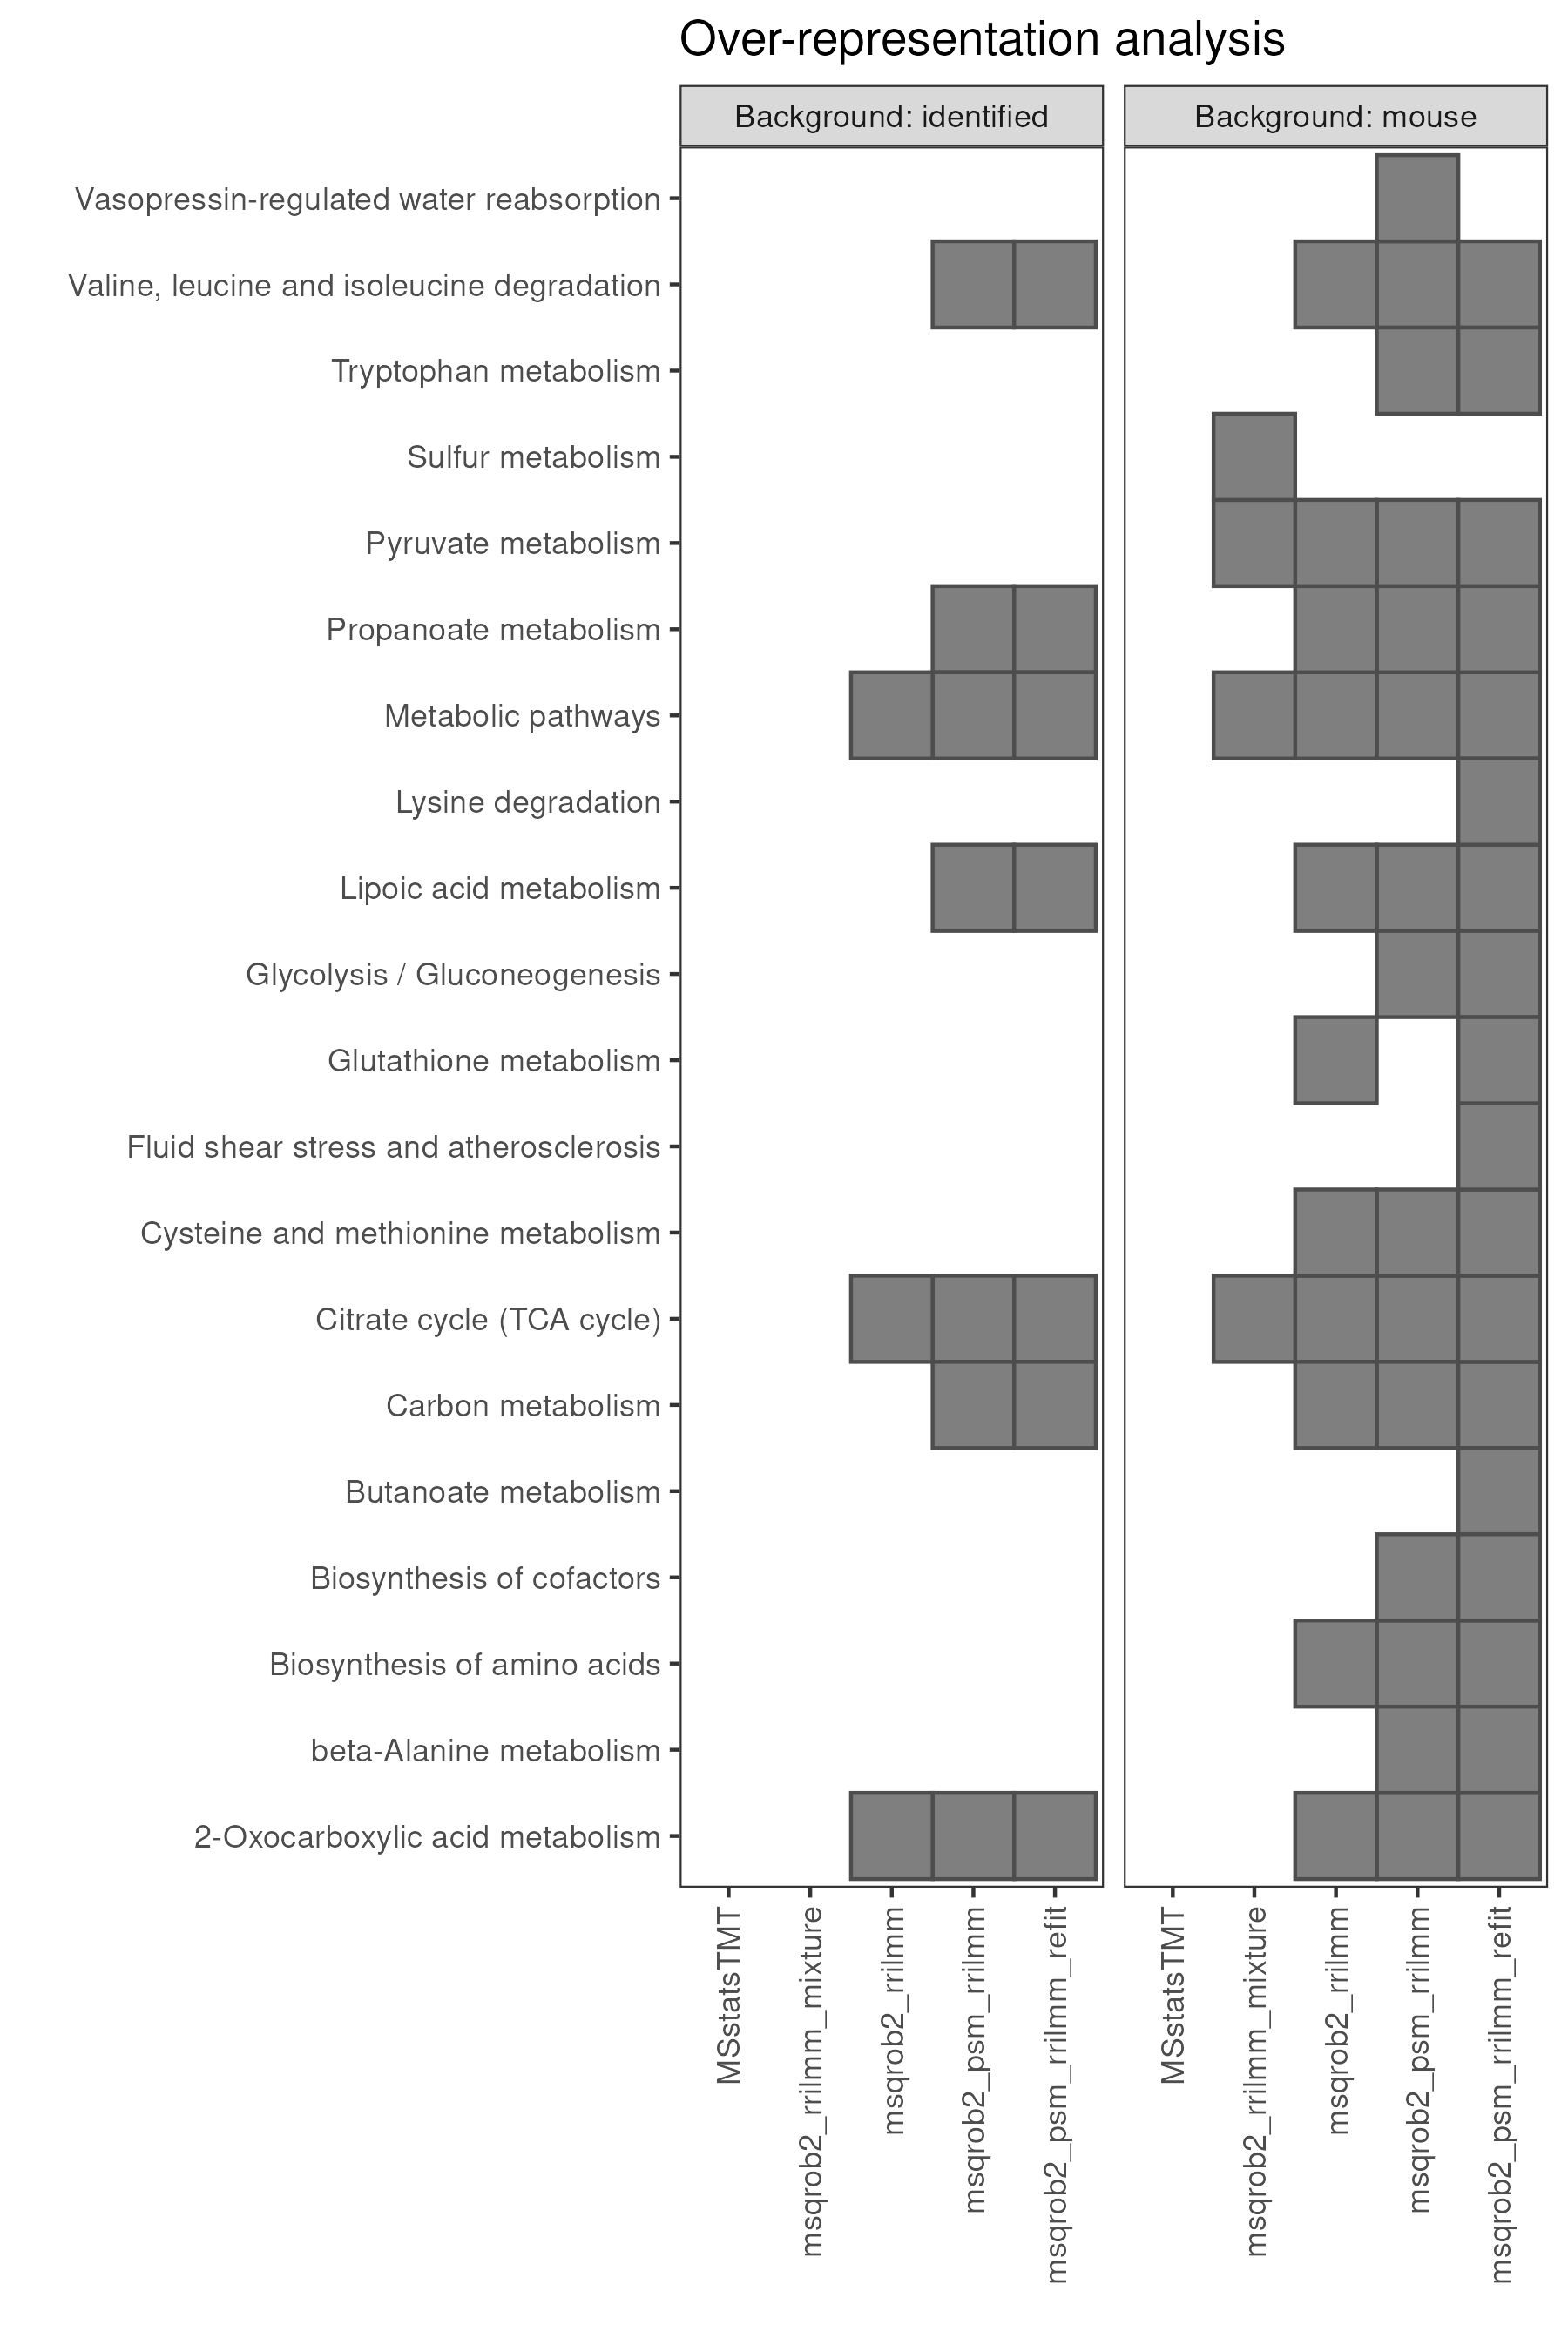 Over-representation analysis
Background: identified
Background: mouse
Vasopressin-regulated water reabsorption
Valine, leucine and isoleucine degradation
Tryptophan metabolism
Sulfur metabolism
Pyruvate metabolism
Propanoate metabolism
Metabolic pathways
Lysine degradation
Lipoic acid metabolism
Glycolysis / Gluconeogenesis
Glutathione metabolism
Fluid shear stress and atherosclerosis
Cysteine and methionine metabolism
Citrate cycle (TCA cycle)
Carbon metabolism
Butanoate metabolism
Biosynthesis of cofactors
Biosynthesis of amino acids
beta-Alanine metabolism
2-Oxocarboxylic acid metabolism
MSstatsTMT
msqrob2_rrilmm_mixture
msqrob2_rrilmm
msqrob2_psm_rrilmm
msqrob2_psm_rrilmm_refit
MSstatsTMT
msqrob2_rrilmm_mixture
msqrob2_rrilmm
msqrob2_psm_rrilmm
msqrob2_psm_rrilmm_refit